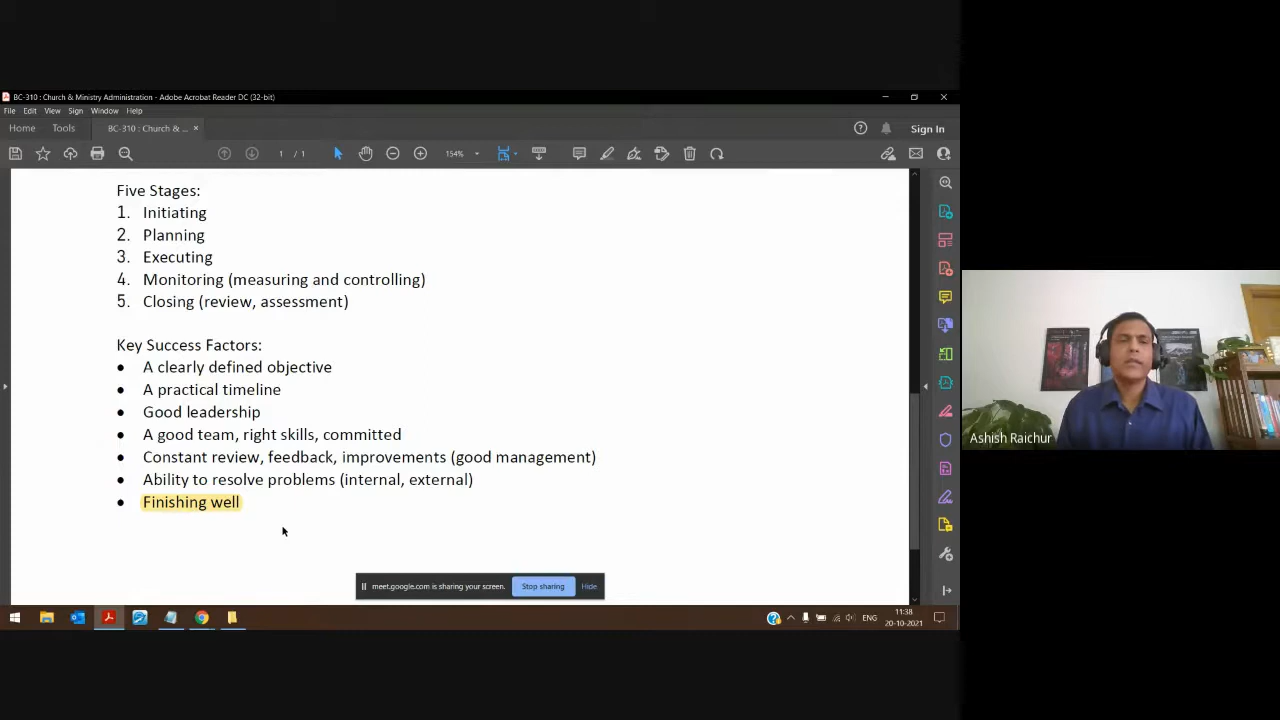 BC-310 : Church & Ministry Administration - Adobe Acrobat Reader DC (32-bit)
File Edit View Sign Window Help
Home Tools BC-310 : Church & ... × Sign In
1 / 1 154%
Five Stages:
1. Initiating
2. Planning
3. Executing
4. Monitoring (measuring and controlling)
5. Closing (review, assessment)
Key Success Factors:
• A clearly defined objective
• A practical timeline
• Good leadership
• A good team, right skills, committed
• Constant review, feedback, improvements (good management)
• Ability to resolve problems (internal, external)
• Finishing well
Ashish Raichur
meet.google.com is sharing your screen. Stop sharing Hide
ENG 11:38
20-10-2021